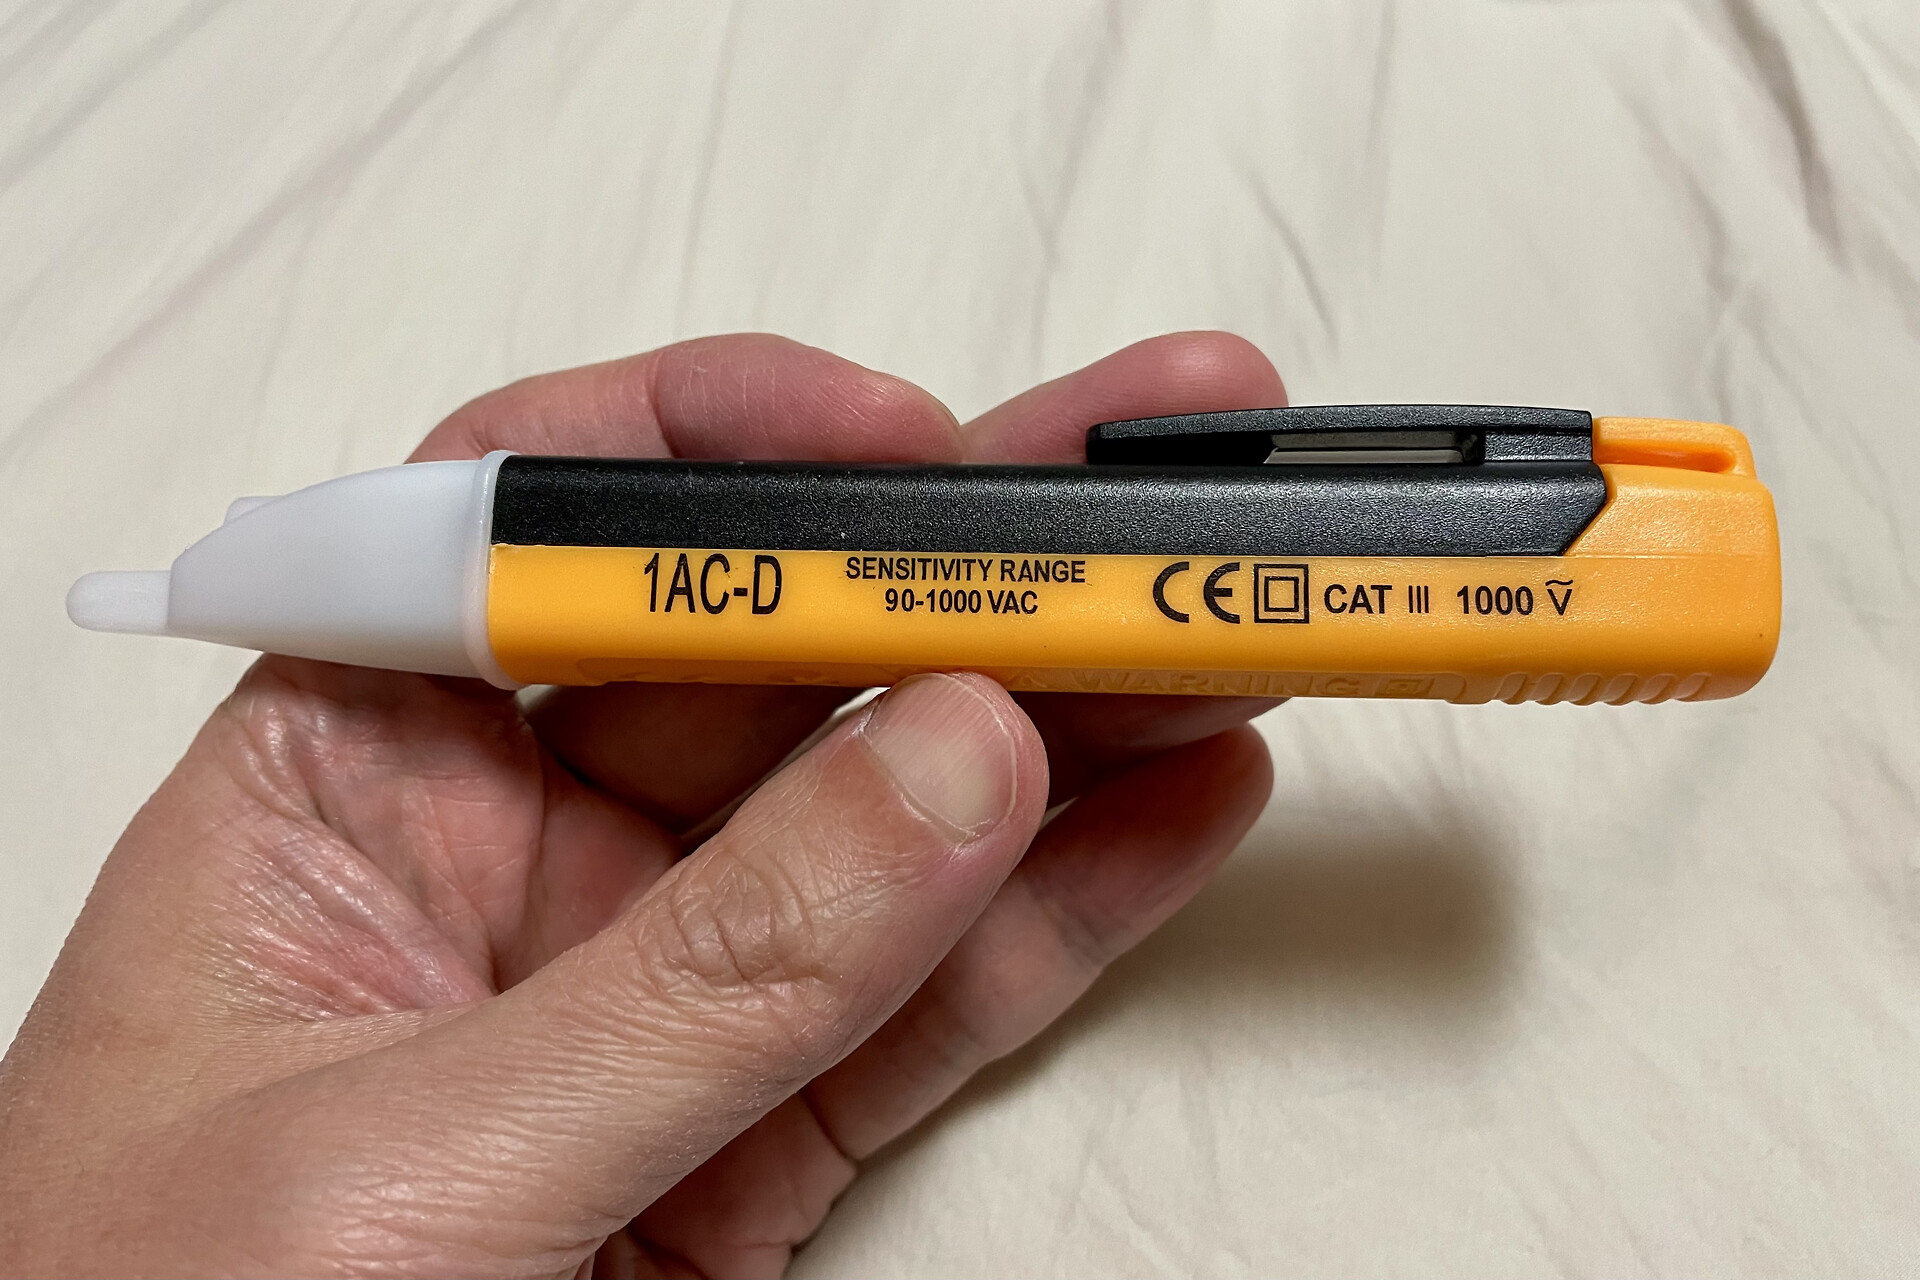 1AC-D
SENSITIVITY RANGE
90-1000 VAC
CE
CAT III 1000 V
WARNING